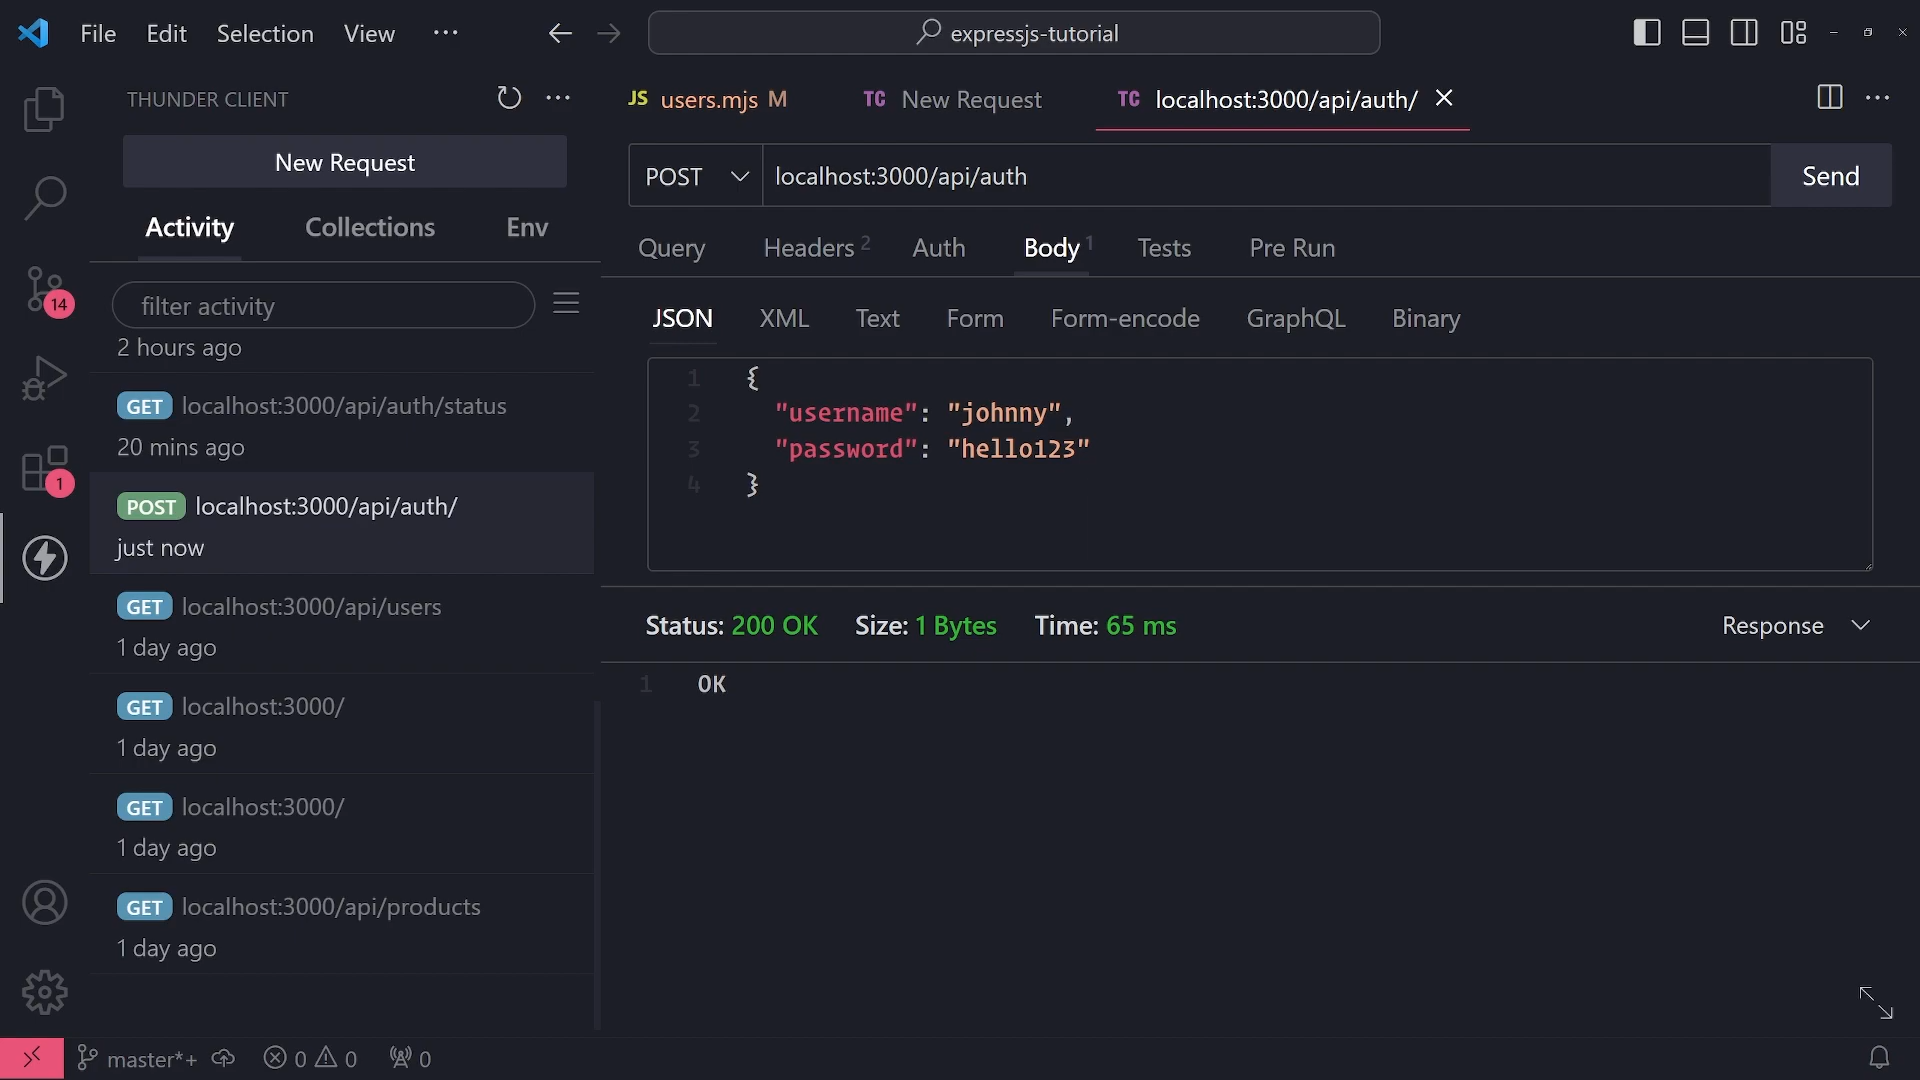 File Edit Selection View ···
expressjs-tutorial
THUNDER CLIENT
New Request
Activity Collections Env
filter activity
2 hours ago
GET localhost:3000/api/auth/status
20 mins ago
POST localhost:3000/api/auth/
just now
GET localhost:3000/api/users
1 day ago
GET localhost:3000/
1 day ago
GET localhost:3000/
1 day ago
GET localhost:3000/api/products
1 day ago
14
1
JS users.mjs M
TC New Request
TC localhost:3000/api/auth/
POST localhost:3000/api/auth Send
Query Headers 2 Auth Body 1 Tests Pre Run
JSON XML Text Form Form-encode GraphQL Binary
1 {
2 "username": "johnny",
3 "password": "hello123"
4 }
Status: 200 OK Size: 1 Bytes Time: 65 ms Response
1 OK
master*+ 0 0 0